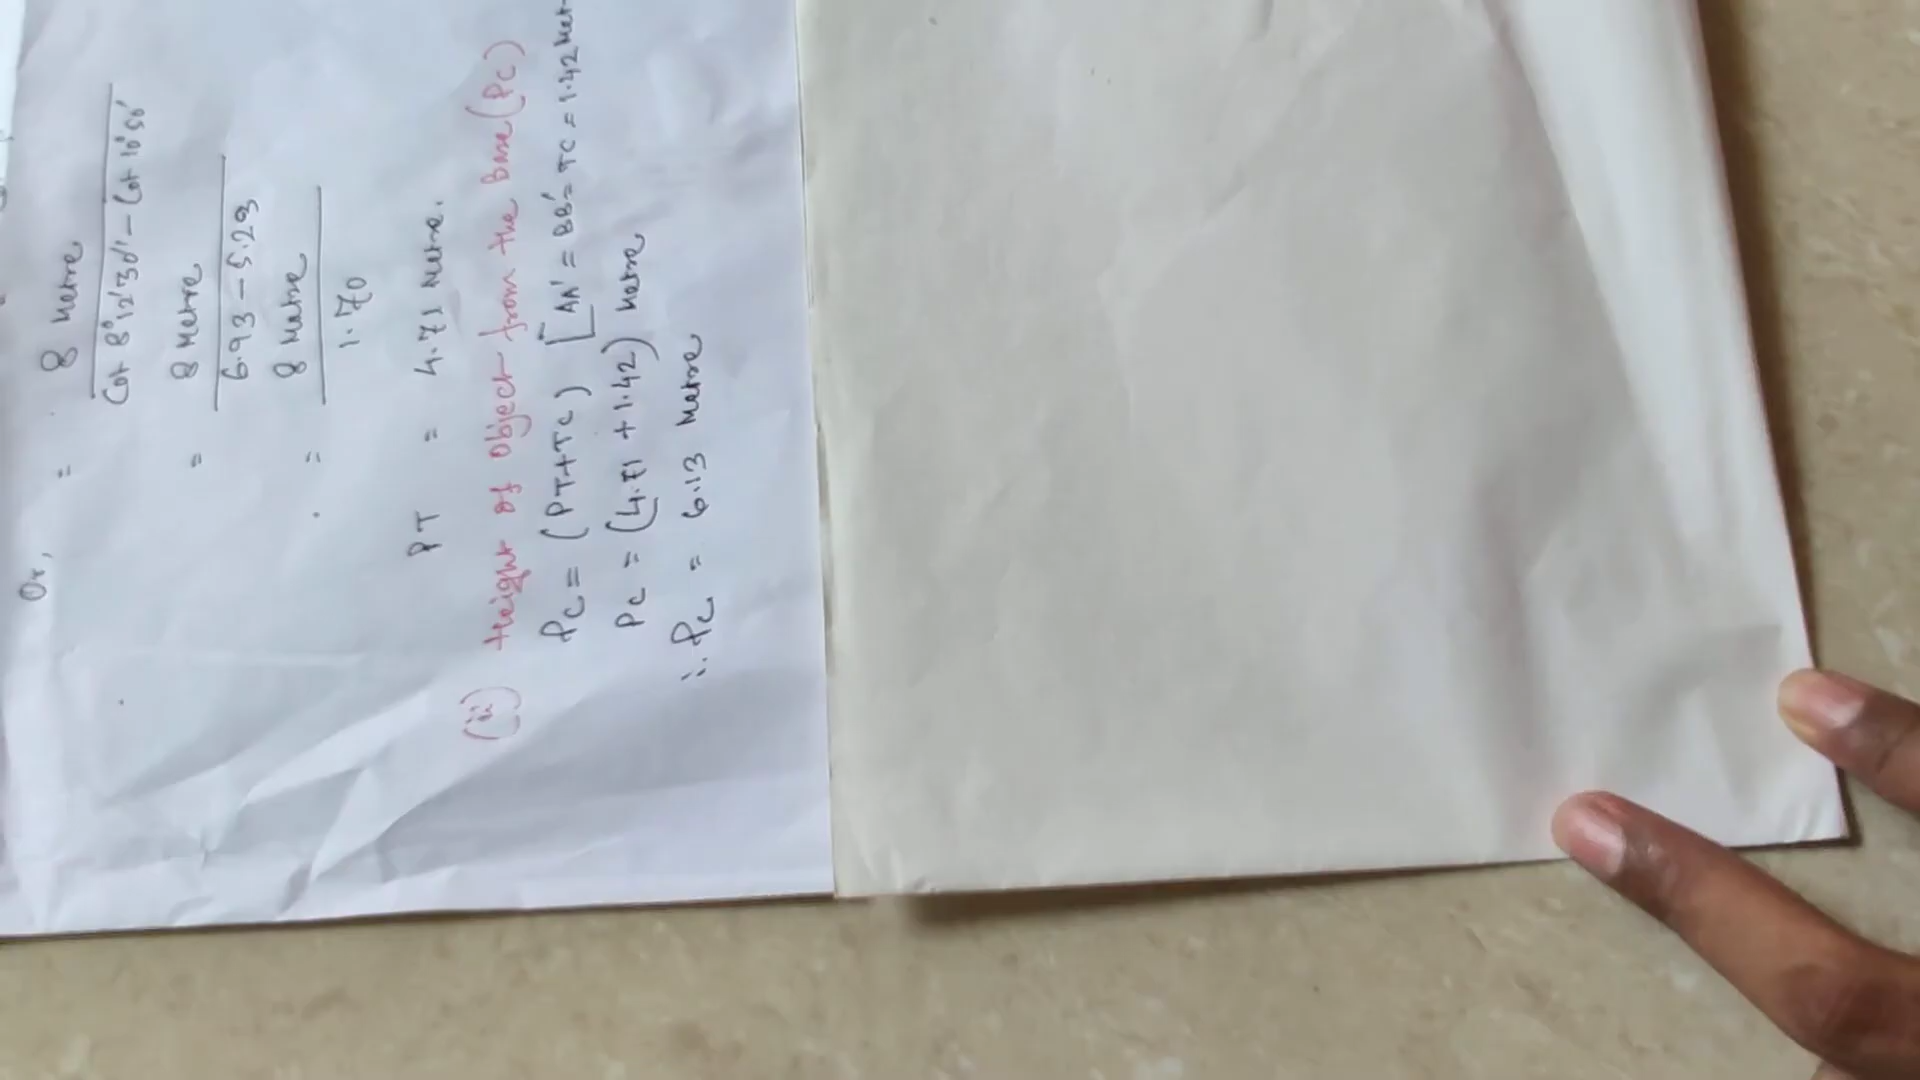 Or, = 8 Metre
Cot 8°12'30" - Cot 10°50'
= 8 Metre
6.93 - 5.23
= 8 Metre
1.70
PT = 4.71 Metre.
(ii) Height of Object from the Base (PC)
PC = (PT+TC) [AA' = BB' = TC = 1.42 Met
PC = (4.71 + 1.42) Metre
∴ PC = 6.13 Metre